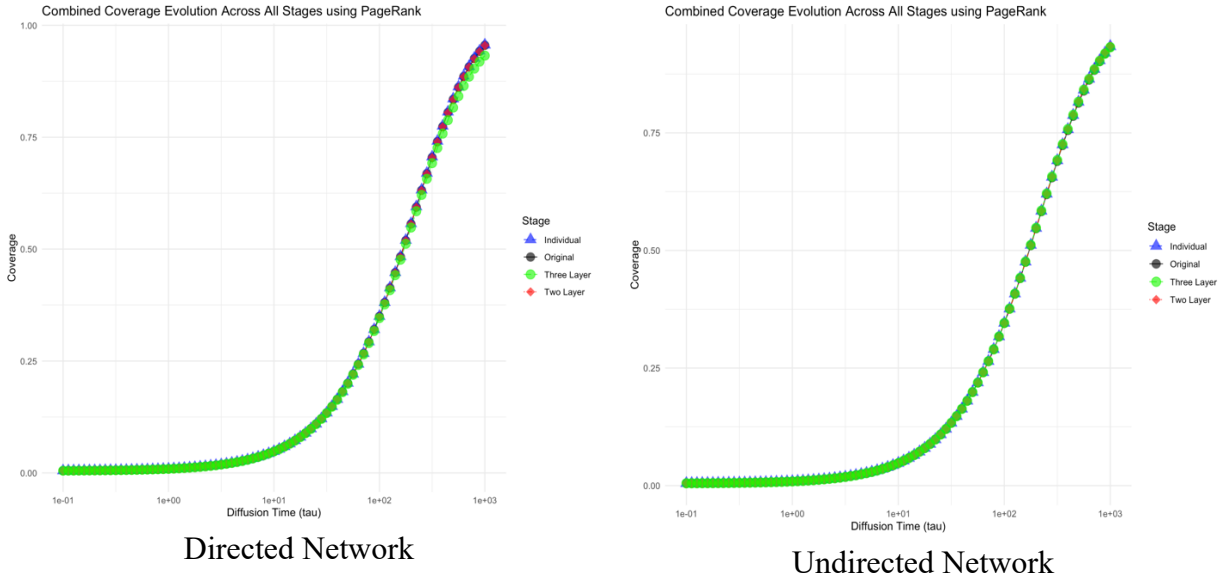 Combined Coverage Evolution Across All Stages using PageRank
1.00
0.75
0.50
0.25
0.00
Coverage
1e-01
1e+00
1e+01
1e+02
1e+03
Diffusion Time (tau)
Stage
Individual
Original
Three Layer
Two Layer
Directed Network
Combined Coverage Evolution Across All Stages using PageRank
0.75
0.50
0.25
0.00
Coverage
1e-01
1e+00
1e+01
1e+02
1e+03
Diffusion Time (tau)
Stage
Individual
Original
Three Layer
Two Layer
Undirected Network